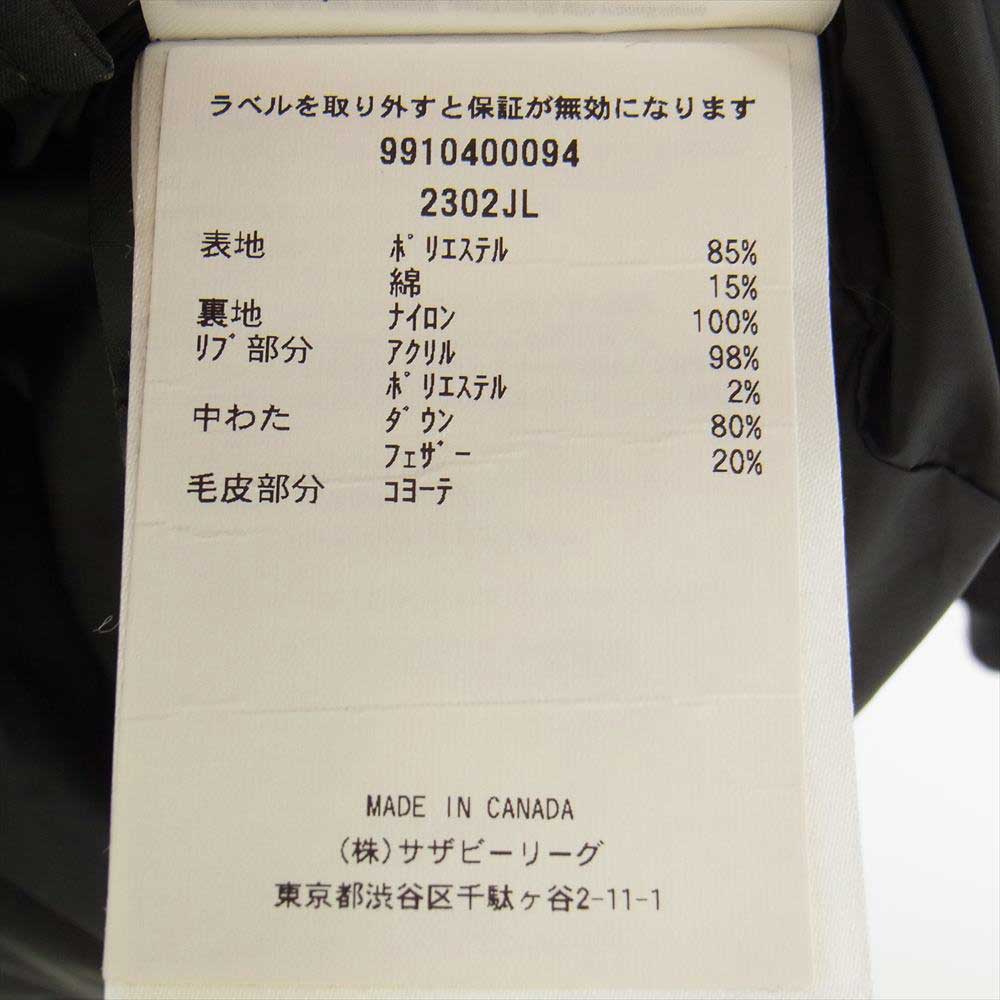 ラベルを取り外すと保証が無効になります
9910400094
2302JL
表地 ポリエステル 85%
綿 15%
裏地 ナイロン 100%
リブ部分 アクリル 98%
ポリエステル 2%
中わた ダウン 80%
フェザー 20%
毛皮部分 コヨーテ
MADE IN CANADA
(株)サザビーリーグ
東京都渋谷区千駄ヶ谷2-11-1